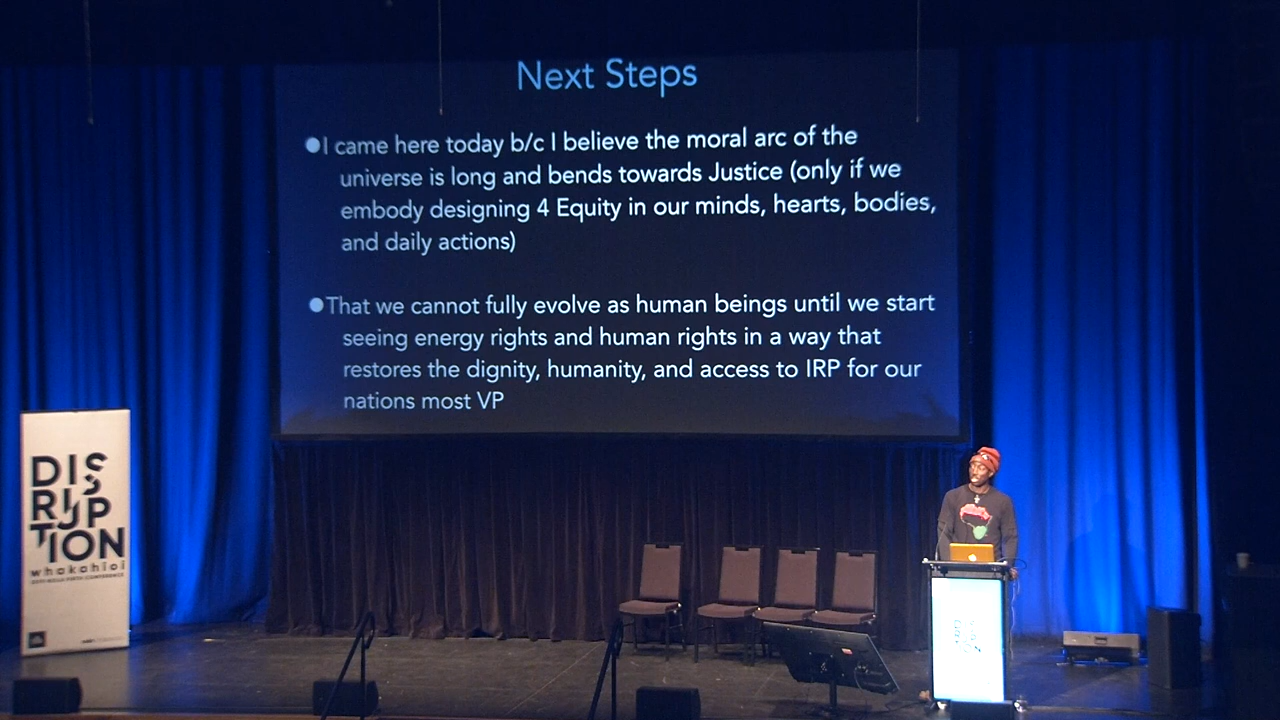 Next Steps
●I came here today b/c I believe the moral arc of the
universe is long and bends towards Justice (only if we
embody designing 4 Equity in our minds, hearts, bodies,
and daily actions)
●That we cannot fully evolve as human beings until we start
seeing energy rights and human rights in a way that
restores the dignity, humanity, and access to IRP for our
nations most VP
DIS
RUP
TION
whakahioi